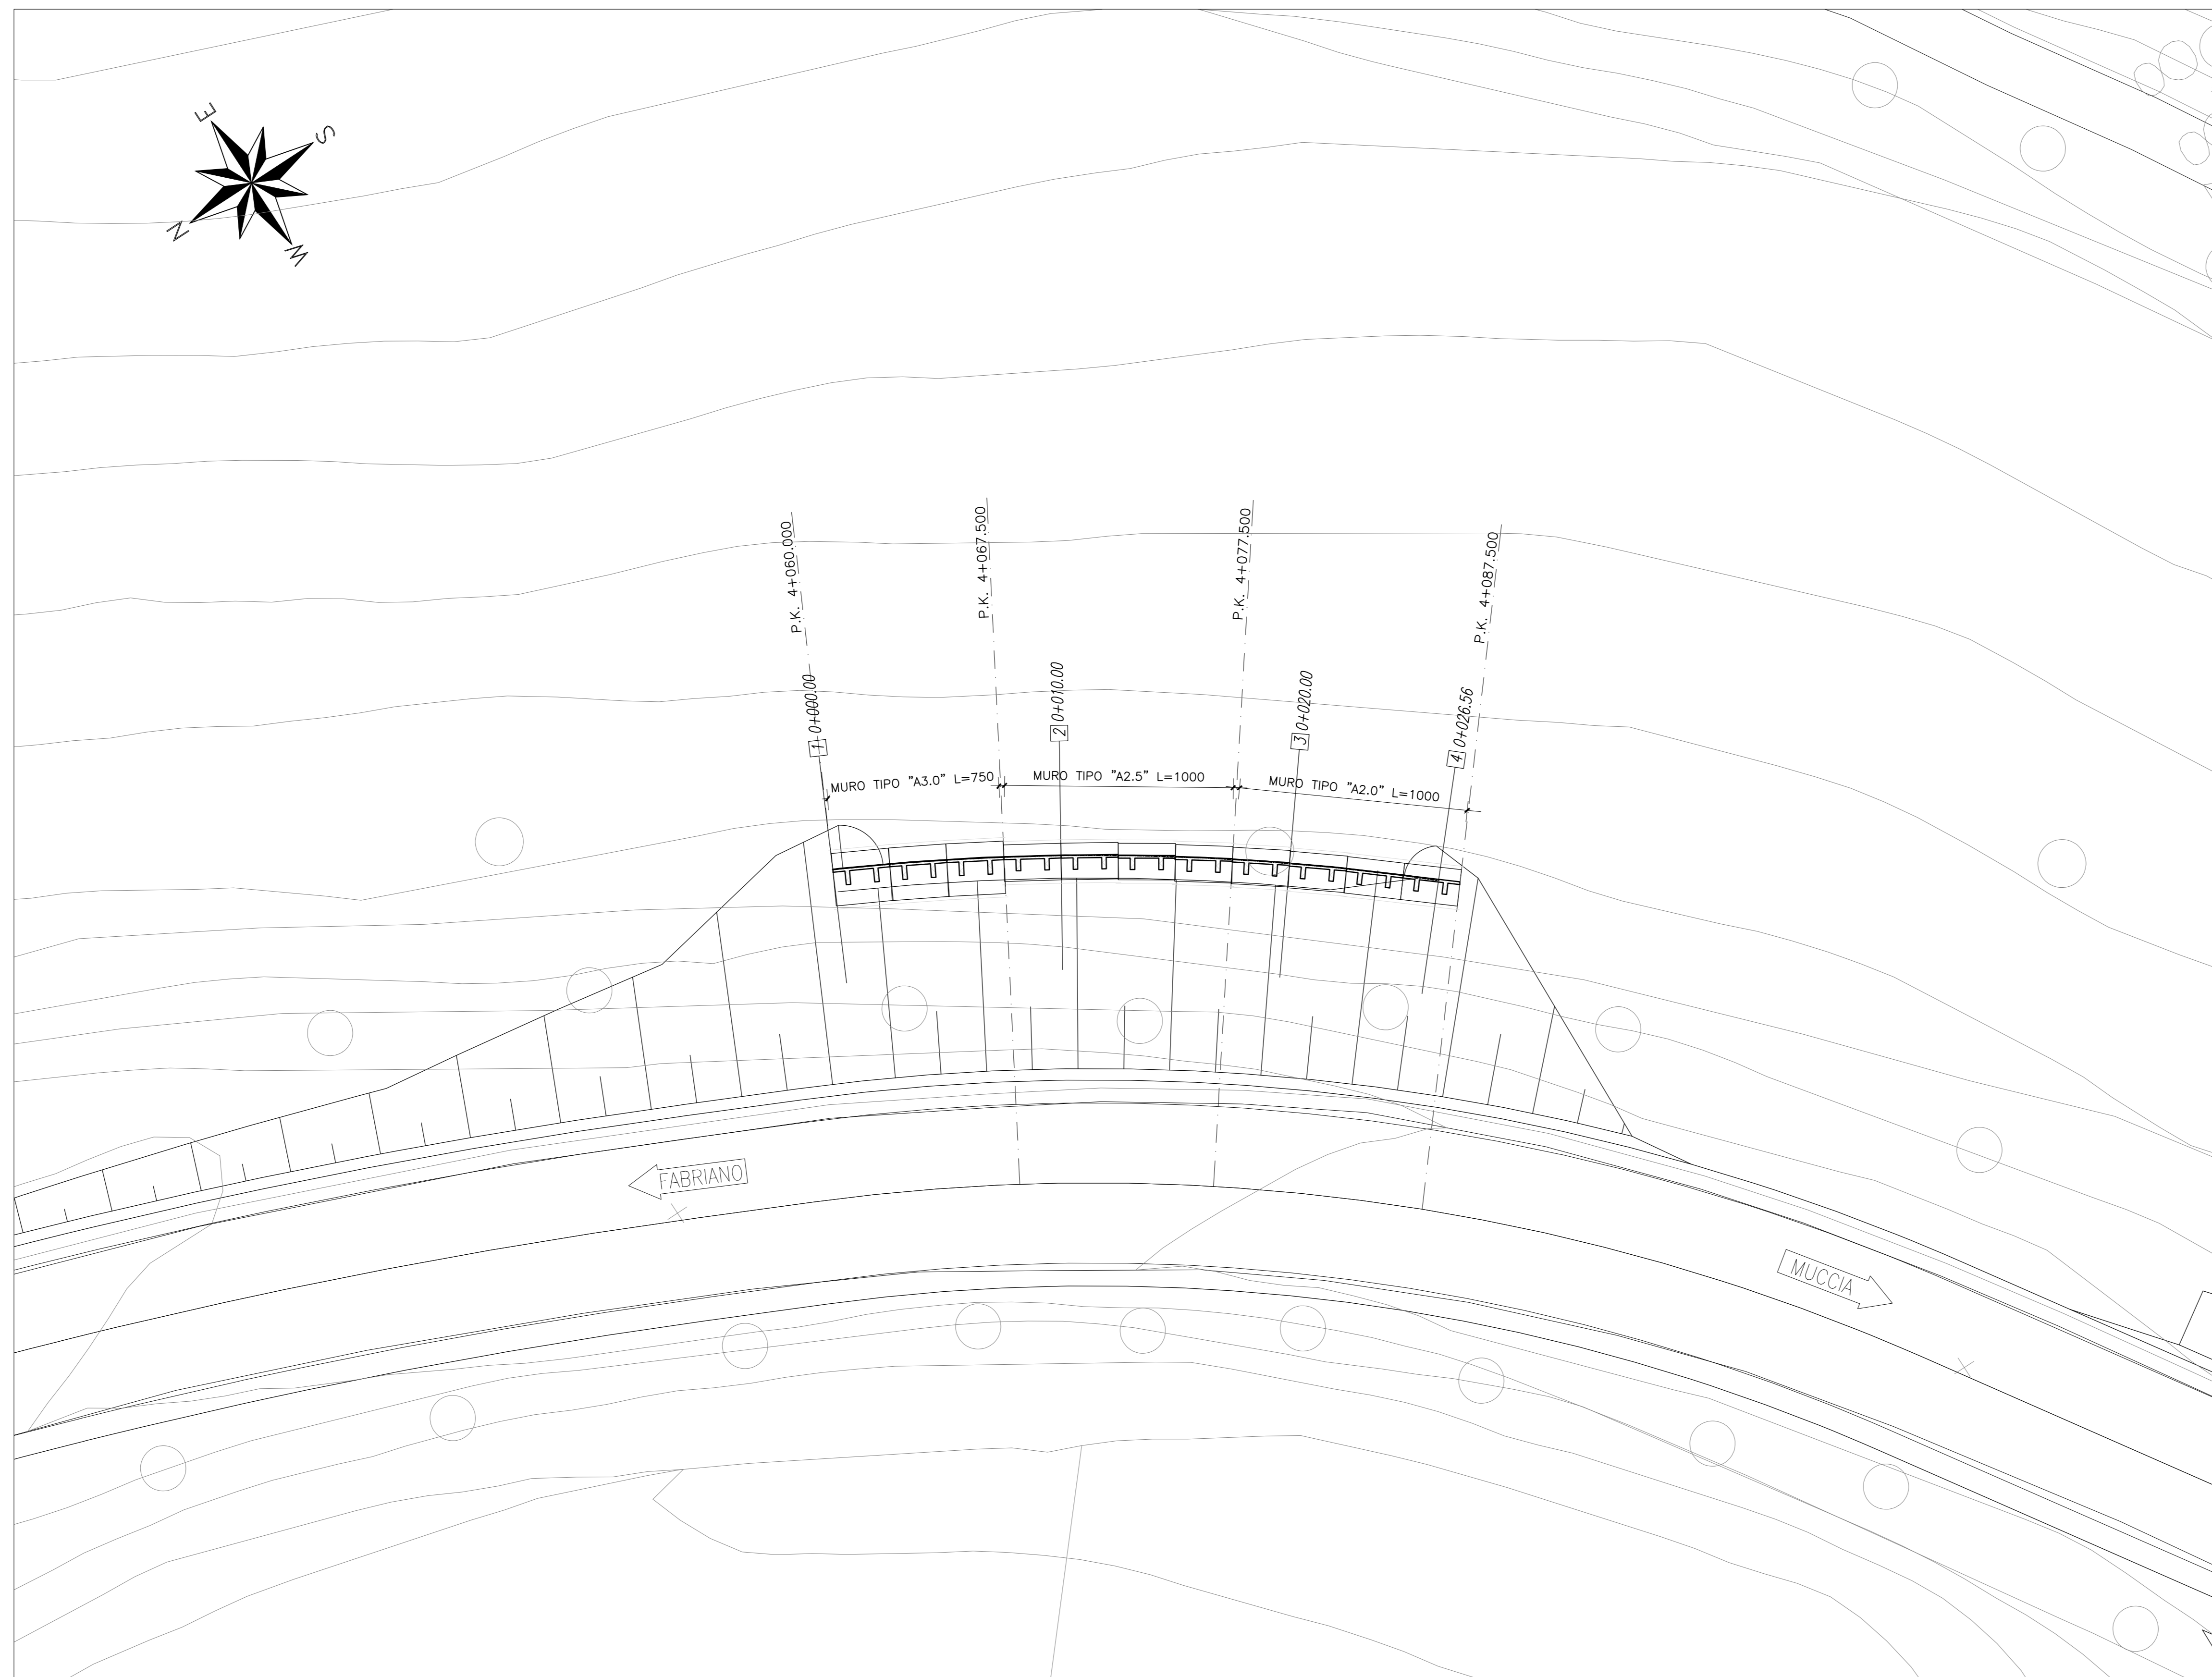 E
S
N
W
P.K. 4+060.000
P.K. 4+067.500
P.K. 4+077.500
P.K. 4+087.500
1 0+000.00
2 0+010.00
3 0+020.00
4 0+026.56
MURO TIPO "A3.0" L=750
MURO TIPO "A2.5" L=1000
MURO TIPO "A2.0" L=1000
FABRIANO
MUCCIA